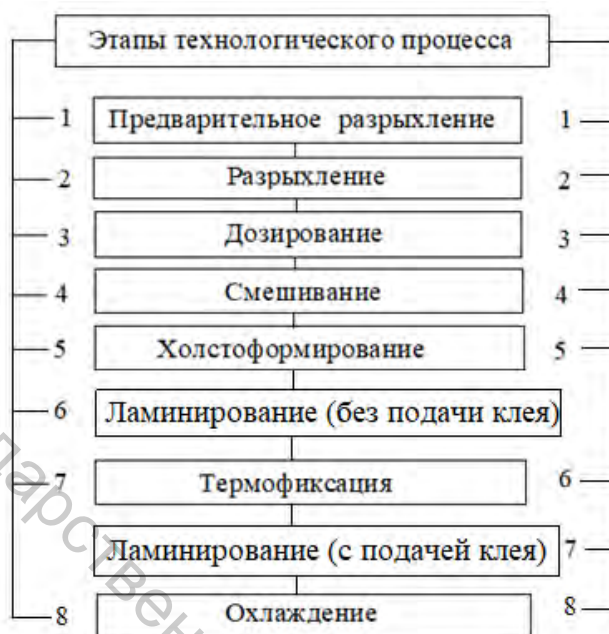 Этапы технологического процесса
1 Предварительное разрыхление 1
2 Разрыхление 2
3 Дозирование 3
4 Смешивание 4
5 Холстоформирование 5
6 Ламинирование (без подачи клея)
7 Термофиксация 6
Ламинирование (с подачей клея) 7
8 Охлаждение 8